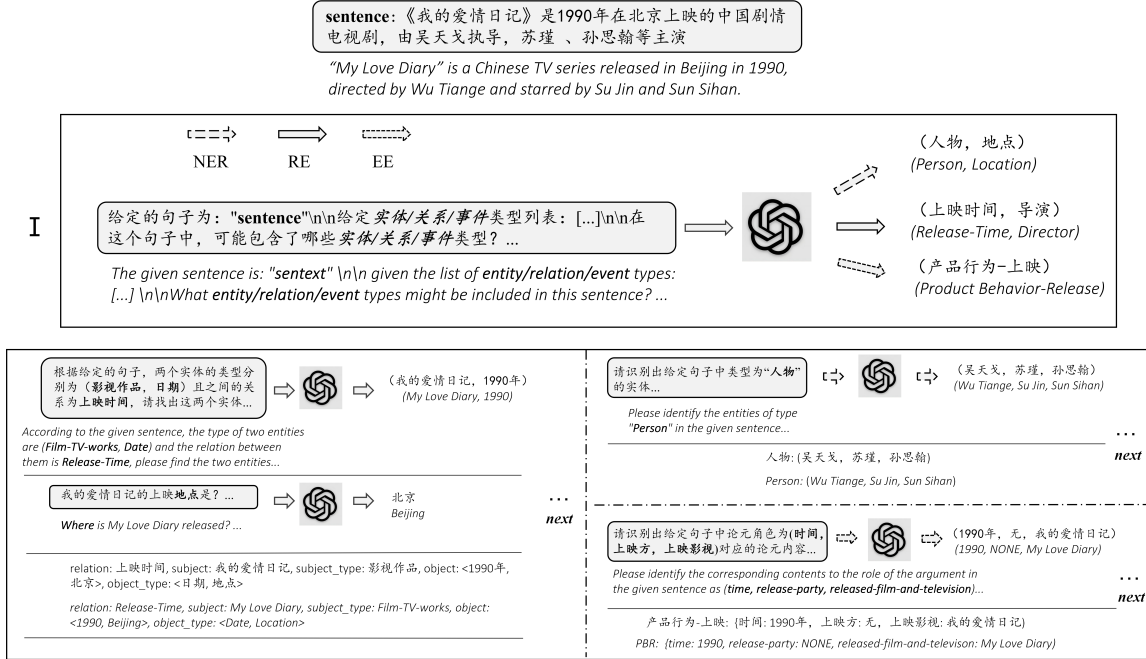 sentence:《我的爱情日记》是1990年在北京上映的中国剧情
电视剧，由吴天戈执导，苏瑾 、孙思翰等主演
“My Love Diary” is a Chinese TV series released in Beijing in 1990,
directed by Wu Tiange and starred by Su Jin and Sun Sihan.
NER RE EE
（人物，地点）
(Person, Location)
I
给定的句子为："sentence"\n\n给定实体/关系/事件类型列表：[...]\n\n在
这个句子中，可能包含了哪些实体/关系/事件类型？...
（上映时间，导演）
(Release-Time, Director)
（产品行为-上映）
(Product Behavior-Release)
The given sentence is: "sentext" \n\n given the list of entity/relation/event types:
[...] \n\nWhat entity/relation/event types might be included in this sentence? ...
根据给定的句子，两个实体的类型分
别为（影视作品，日期）且之间的关
系为上映时间，请找出这两个实体...
（我的爱情日记，1990年）
(My Love Diary, 1990)
According to the given sentence, the type of two entities
are (Film-TV-works, Date) and the relation between
them is Release-Time, please find the two entities...
我的爱情日记的上映地点是？...
北京
Beijing
Where is My Love Diary released? ...
...
next
relation: 上映时间, subject: 我的爱情日记, subject_type: 影视作品, object: <1990年,
北京>, object_type: <日期, 地点>
relation: Release-Time, subject: My Love Diary, subject_type: Film-TV-works, object:
<1990, Beijing>, object_type: <Date, Location>
请识别出给定句子中类型为“人物”
的实体...
（吴天戈，苏瑾，孙思翰）
(Wu Tiange, Su Jin, Sun Sihan)
Please identify the entities of type
"Person" in the given sentence...
...
next
人物: (吴天戈，苏瑾，孙思翰)
Person: (Wu Tiange, Su Jin, Sun Sihan)
请识别出给定句子中论元角色为(时间，
上映方，上映影视)对应的论元内容...
（1990年，无，我的爱情日记）
(1990, NONE, My Love Diary)
Please identify the corresponding contents to the role of the argument in
the given sentence as (time, release-party, released-film-and-television)...
...
next
产品行为-上映: {时间: 1990年，上映方: 无，上映影视: 我的爱情日记)
PBR: {time: 1990, release-party: NONE, released-film-and-televison: My Love Diary)